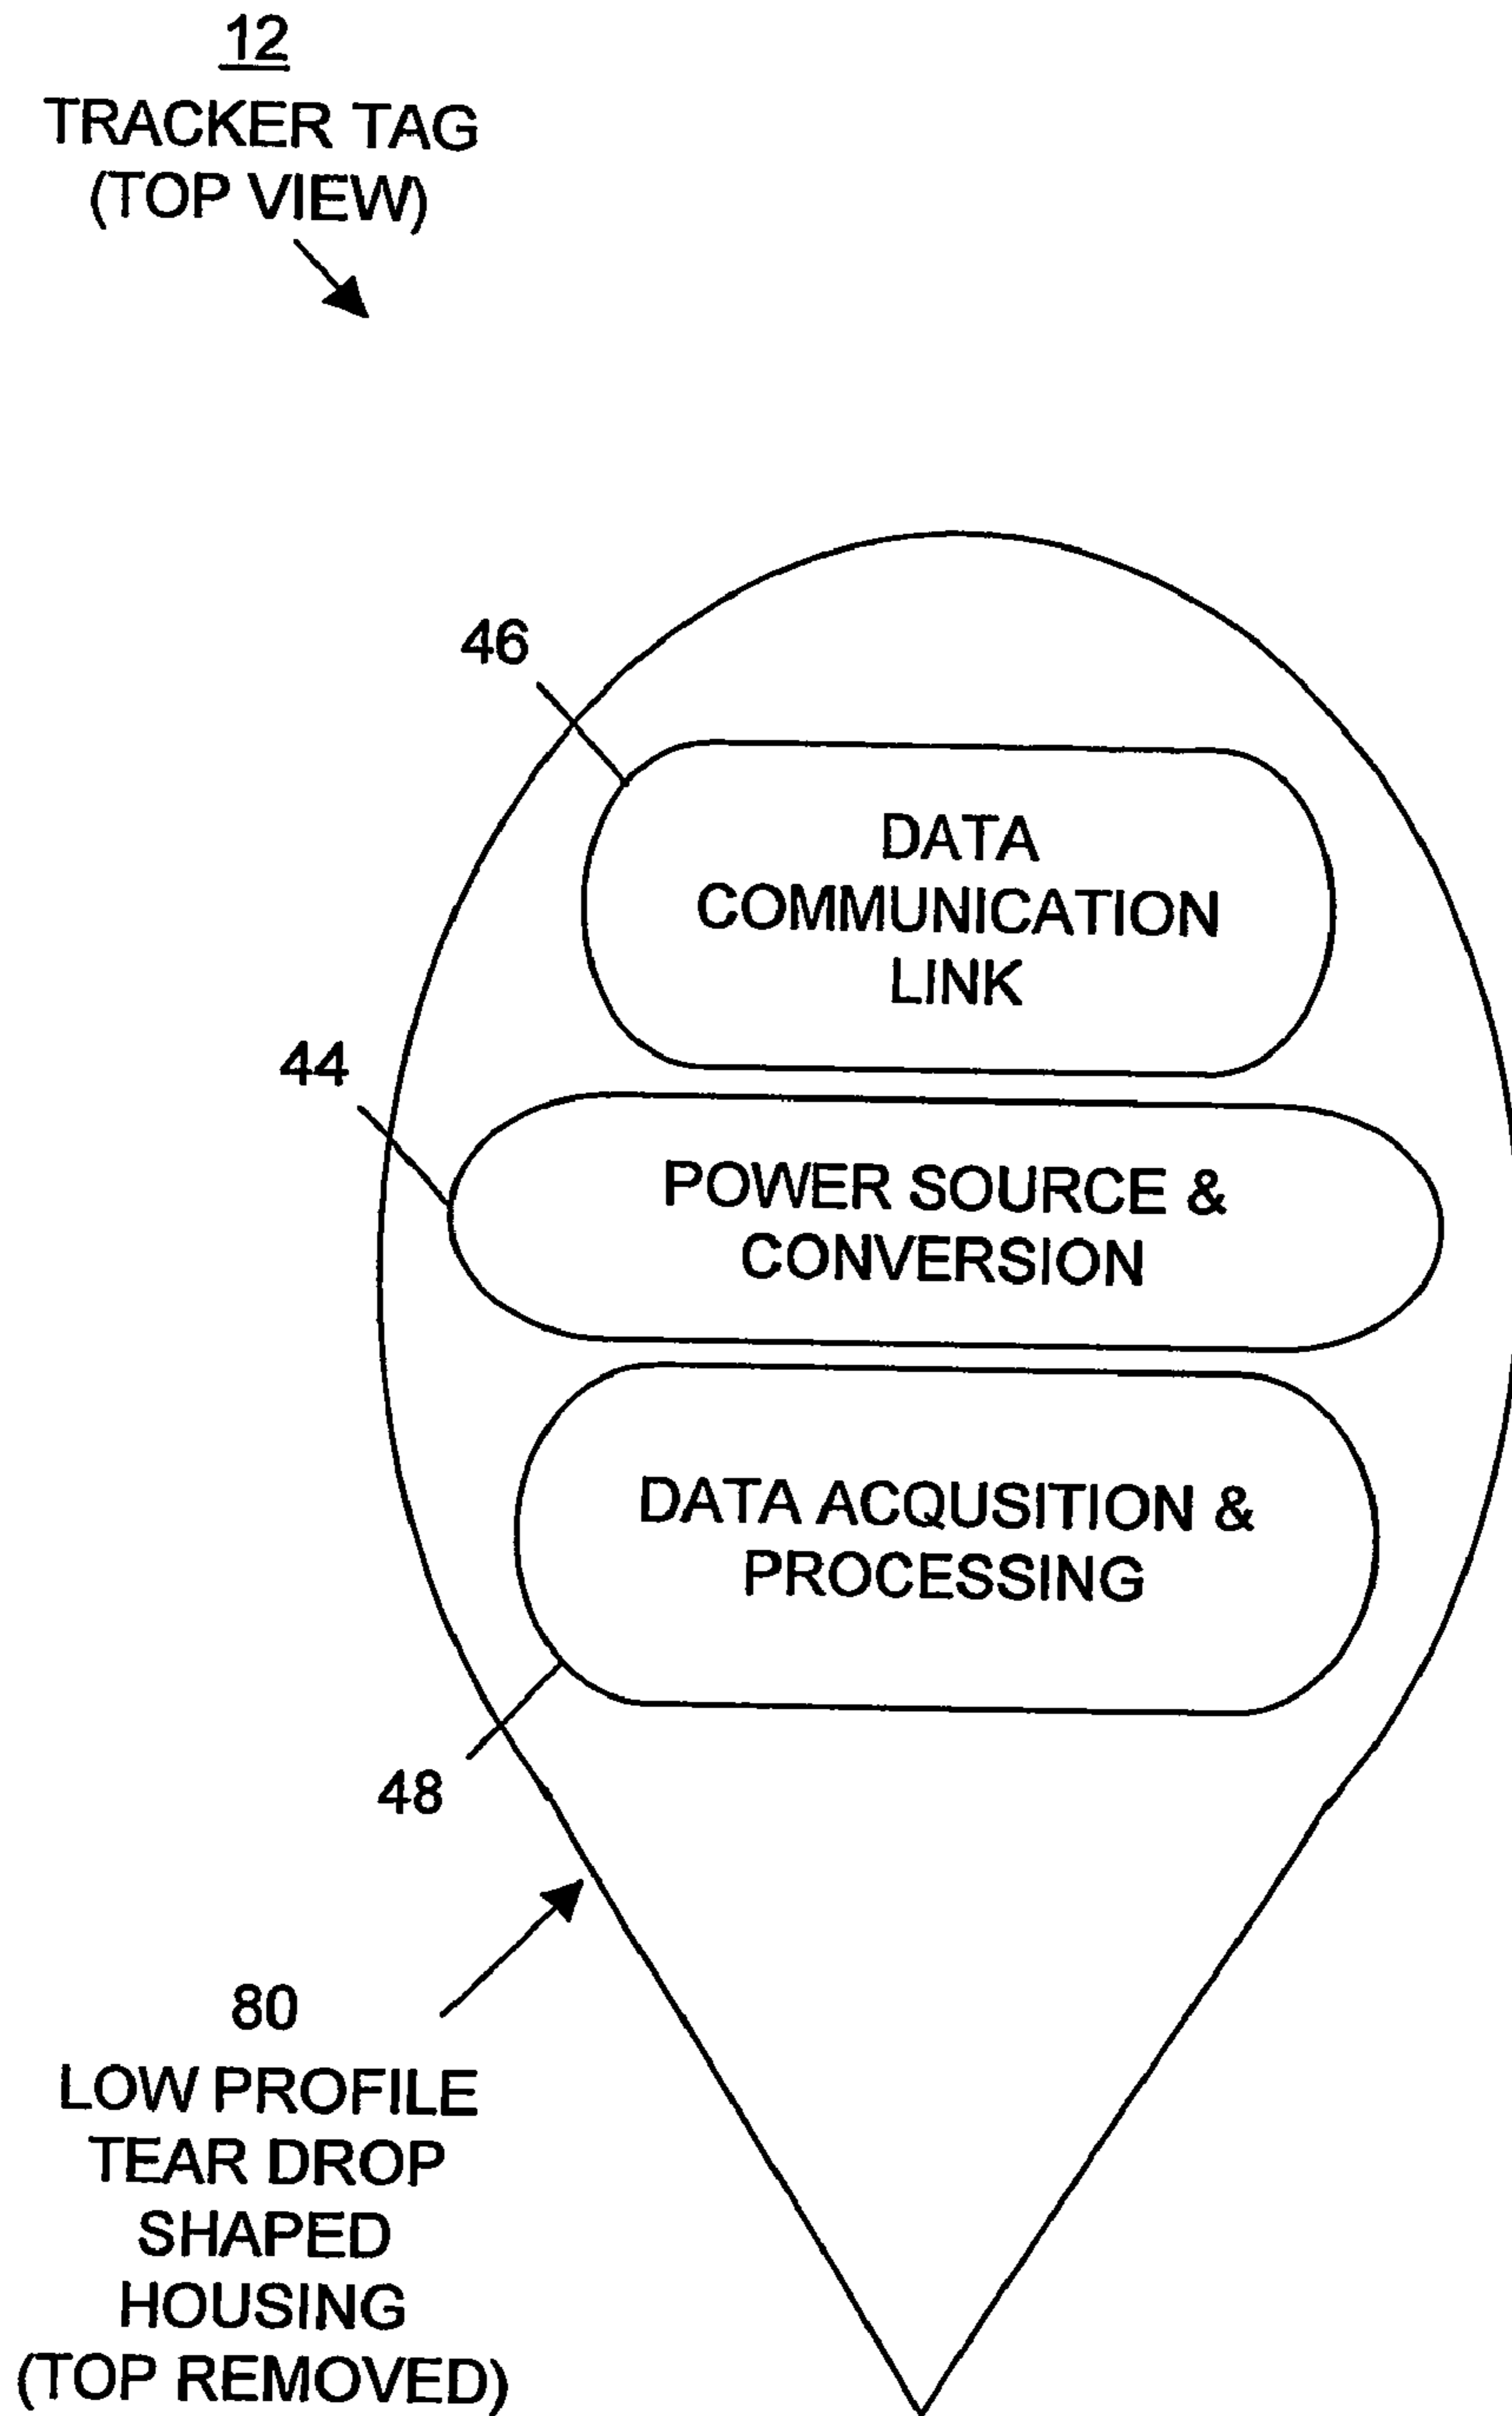 12
TRACKER TAG
(TOP VIEW)
46
DATA
COMMUNICATION
LINK
44
POWER SOURCE &
CONVERSION
DATA ACQUSITION &
PROCESSING
48
80
LOW PROFILE
TEAR DROP
SHAPED
HOUSING
(TOP REMOVED)